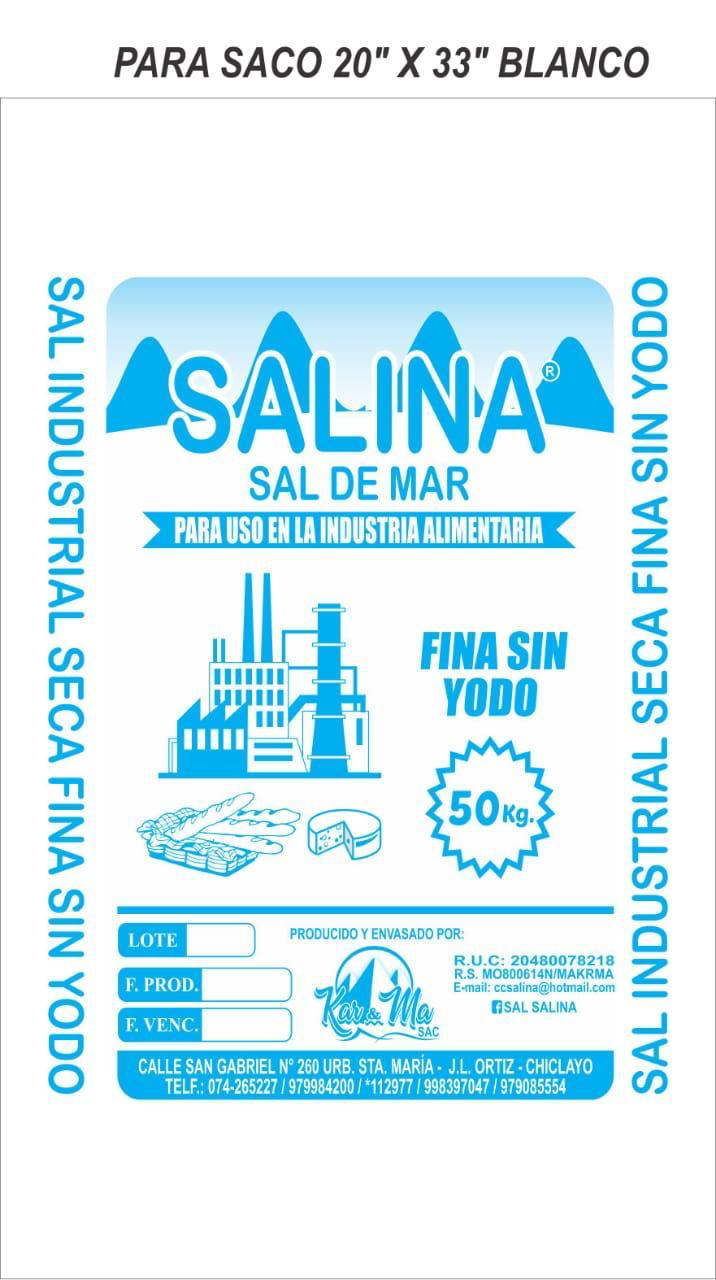 PARA SACO 20" X 33" BLANCO
SAL INDUSTRIAL SECA FINA SIN YODO
SALINA®
SAL DE MAR
PARA USO EN LA INDUSTRIA ALIMENTARIA
FINA SIN
YODO
50 Kg.
LOTE
F. PROD.
F. VENC.
PRODUCIDO Y ENVASADO POR:
Kar & Ma
SAC
R.U.C: 20480078218
R.S. MO800614N/MAKRMA
E-mail: ccsalina@hotmail.com
SAL SALINA
CALLE SAN GABRIEL N° 260 URB. STA. MARÍA - J.L. ORTIZ - CHICLAYO
TELF.: 074-265227 / 979984200 / *112977 / 998397047 / 979085554
SAL INDUSTRIAL SECA FINA SIN YODO